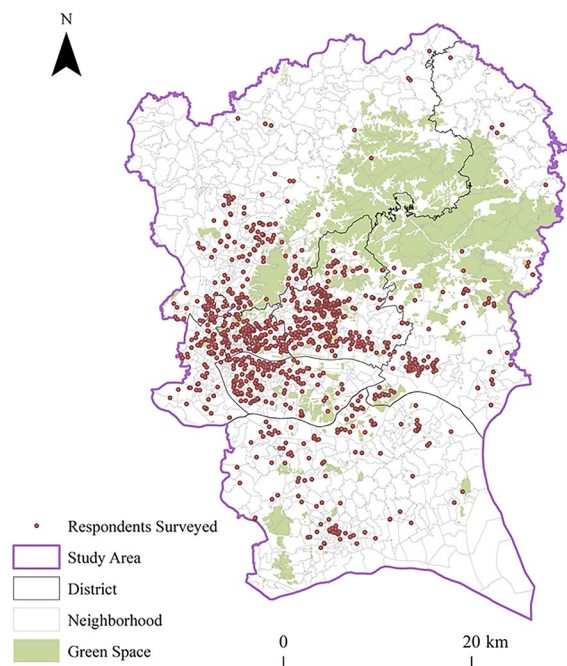 N
Respondents Surveyed
Study Area
District
Neighborhood
Green Space
0 20 km